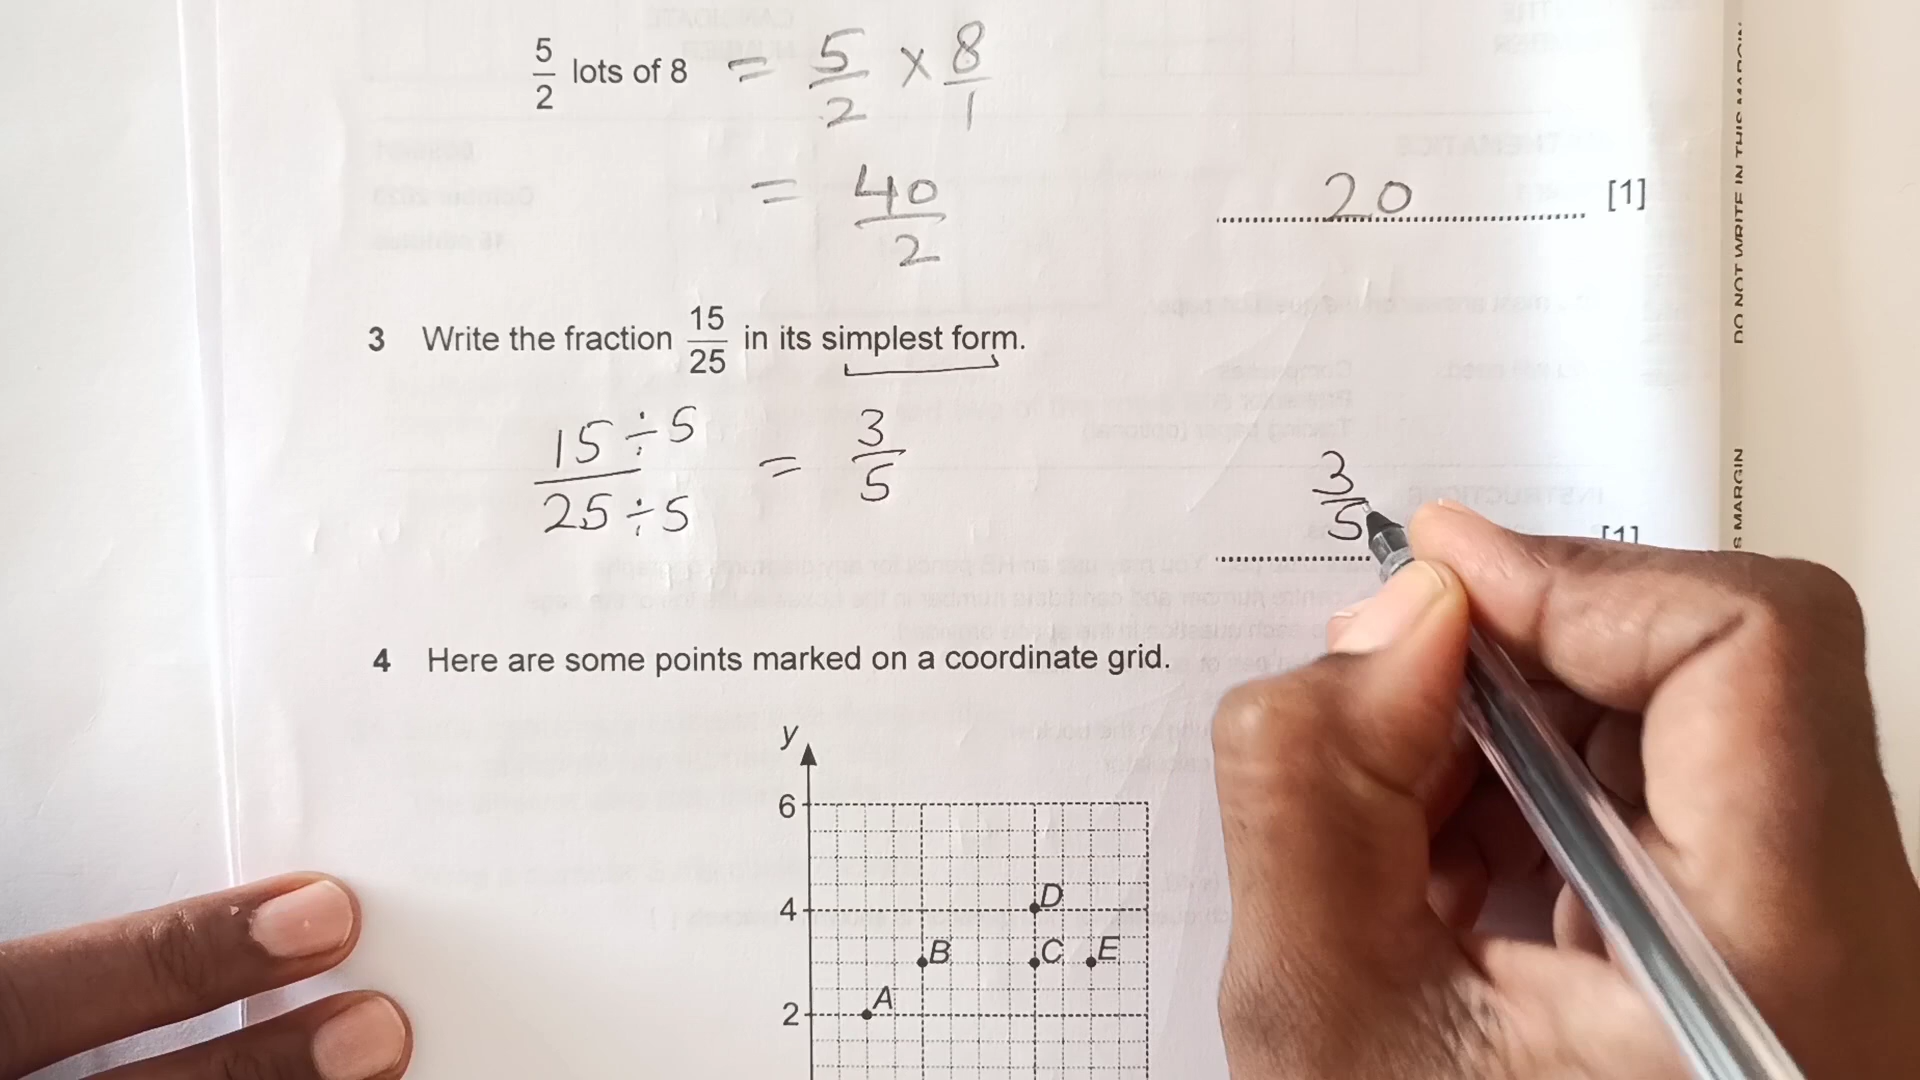 5/2 lots of 8 = 5/2 × 8/1
= 40/2
20 [1]
3 Write the fraction 15/25 in its simplest form.
15 ÷ 5 / 25 ÷ 5 = 3/5
3/5
[1]
4 Here are some points marked on a coordinate grid.
y
6
4
D
B
C
E
A
2
DO NOT WRITE IN THIS MARGIN
MARGIN